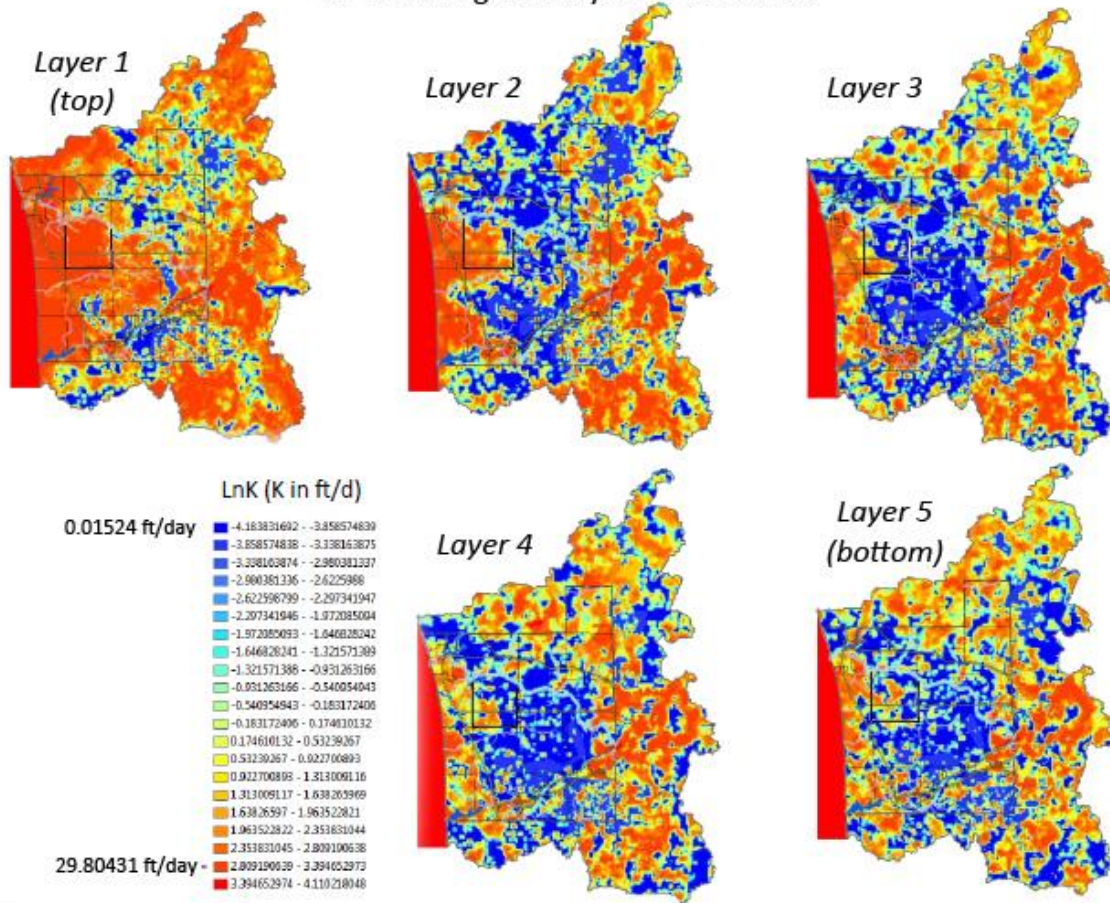 Layer 1
(top)
Layer 2
Layer 3
LnK (K in ft/d)
0.01524 ft/day
-4.183831692 - -3.858574839
-3.858574838 - -3.338163875
-3.338163874 - -2.980381337
-2.980381336 - -2.6225988
-2.622598799 - -2.297341947
-2.297341946 - -1.972085094
-1.972085093 - -1.646828242
-1.646828241 - -1.321571389
-1.321571388 - -0.931263166
-0.931263166 - -0.540954943
-0.540954943 - -0.183172406
-0.183172406 - 0.174610132
0.174610132 - 0.53239267
0.53239267 - 0.922700893
0.922700893 - 1.313009116
1.313009117 - 1.638265969
1.63826597 - 1.963522821
1.963522822 - 2.353831044
2.353831045 - 2.809190638
29.80431 ft/day - 2.809190639 - 3.394652973
3.394652974 - 4.110218048
Layer 4
Layer 5
(bottom)